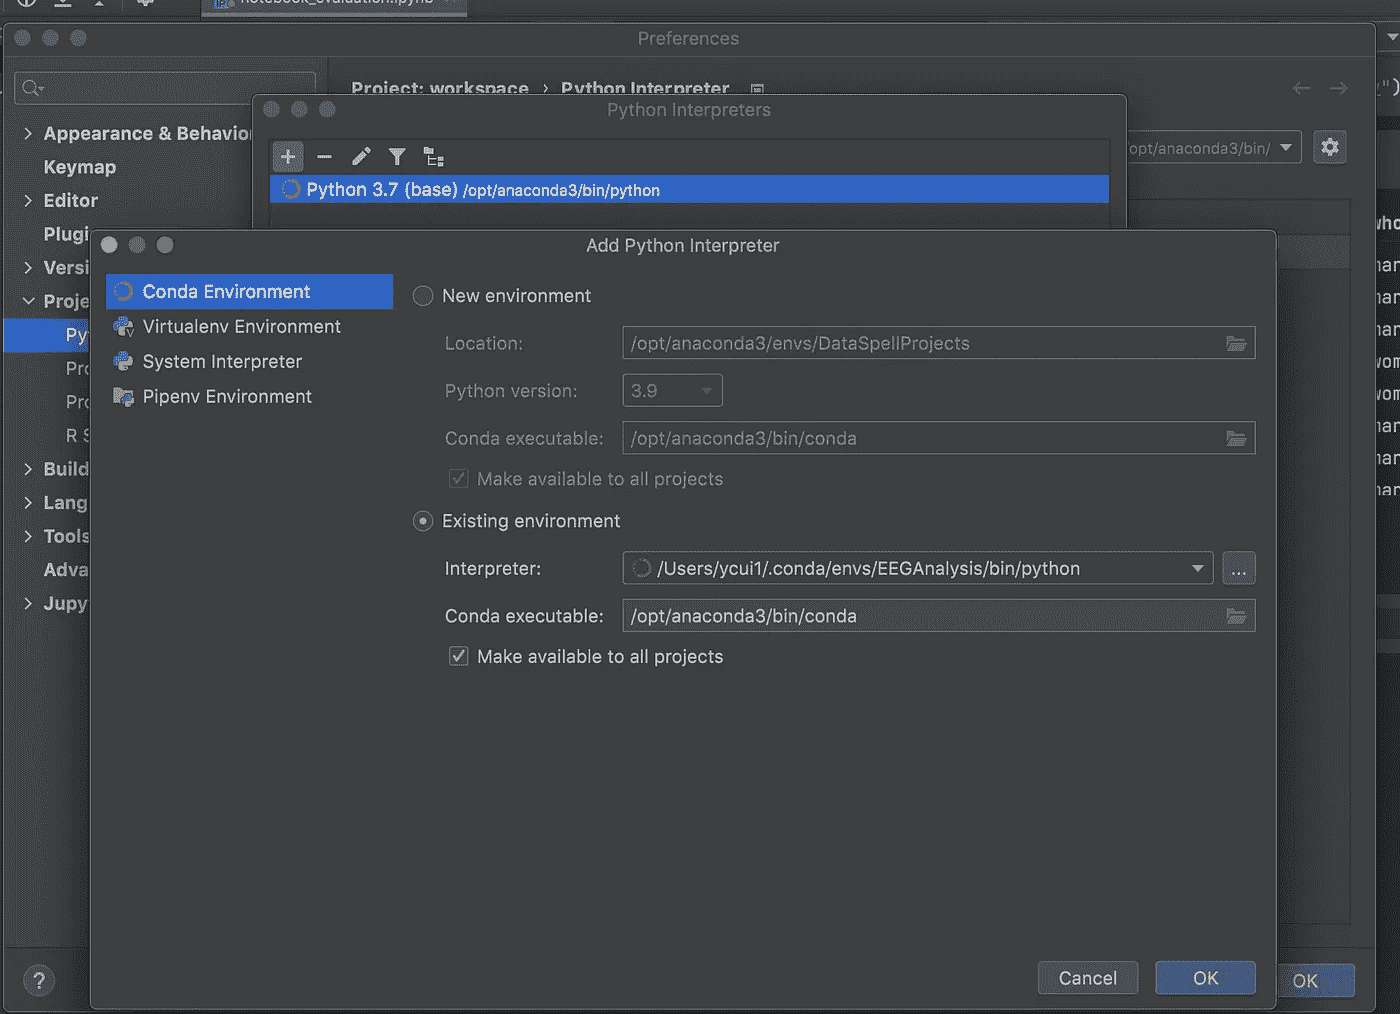 notebook_evaluation.ipynb
Preferences
Project: workspace › Python Interpreter
Python Interpreters
Appearance & Behavior
Keymap
Editor
opt/anaconda3/bin/
Python 3.7 (base) /opt/anaconda3/bin/python
Add Python Interpreter
Conda Environment
Virtualenv Environment
System Interpreter
Pipenv Environment
New environment
Location: /opt/anaconda3/envs/DataSpellProjects
Python version: 3.9
Conda executable: /opt/anaconda3/bin/conda
Make available to all projects
Existing environment
Interpreter: /Users/ycui1/.conda/envs/EEGAnalysis/bin/python ...
Conda executable: /opt/anaconda3/bin/conda
Make available to all projects
Plugi
Versi
Proje
Py
Pro
Pro
R S
Build
Lang
Tools
Adva
Jupy
?
Cancel
OK
OK